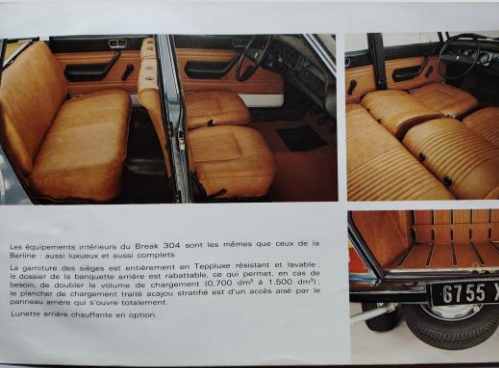 Les équipements intérieurs du Break 304 sont les mêmes que ceux de la
Berline : aussi luxueux et aussi complets.
La garniture des sièges est entièrement en Teppluxe résistant et lavable ;
le dossier de la banquette arrière est rabattable, ce qui permet, en cas de
besoin, de doubler le volume de chargement (0,700 dm³ à 1,500 dm³) ;
le plancher de chargement traité acajou stratifié est d'un accès aisé par le
panneau arrière qui s'ouvre totalement.
Lunette arrière chauffante en option.
6755 X